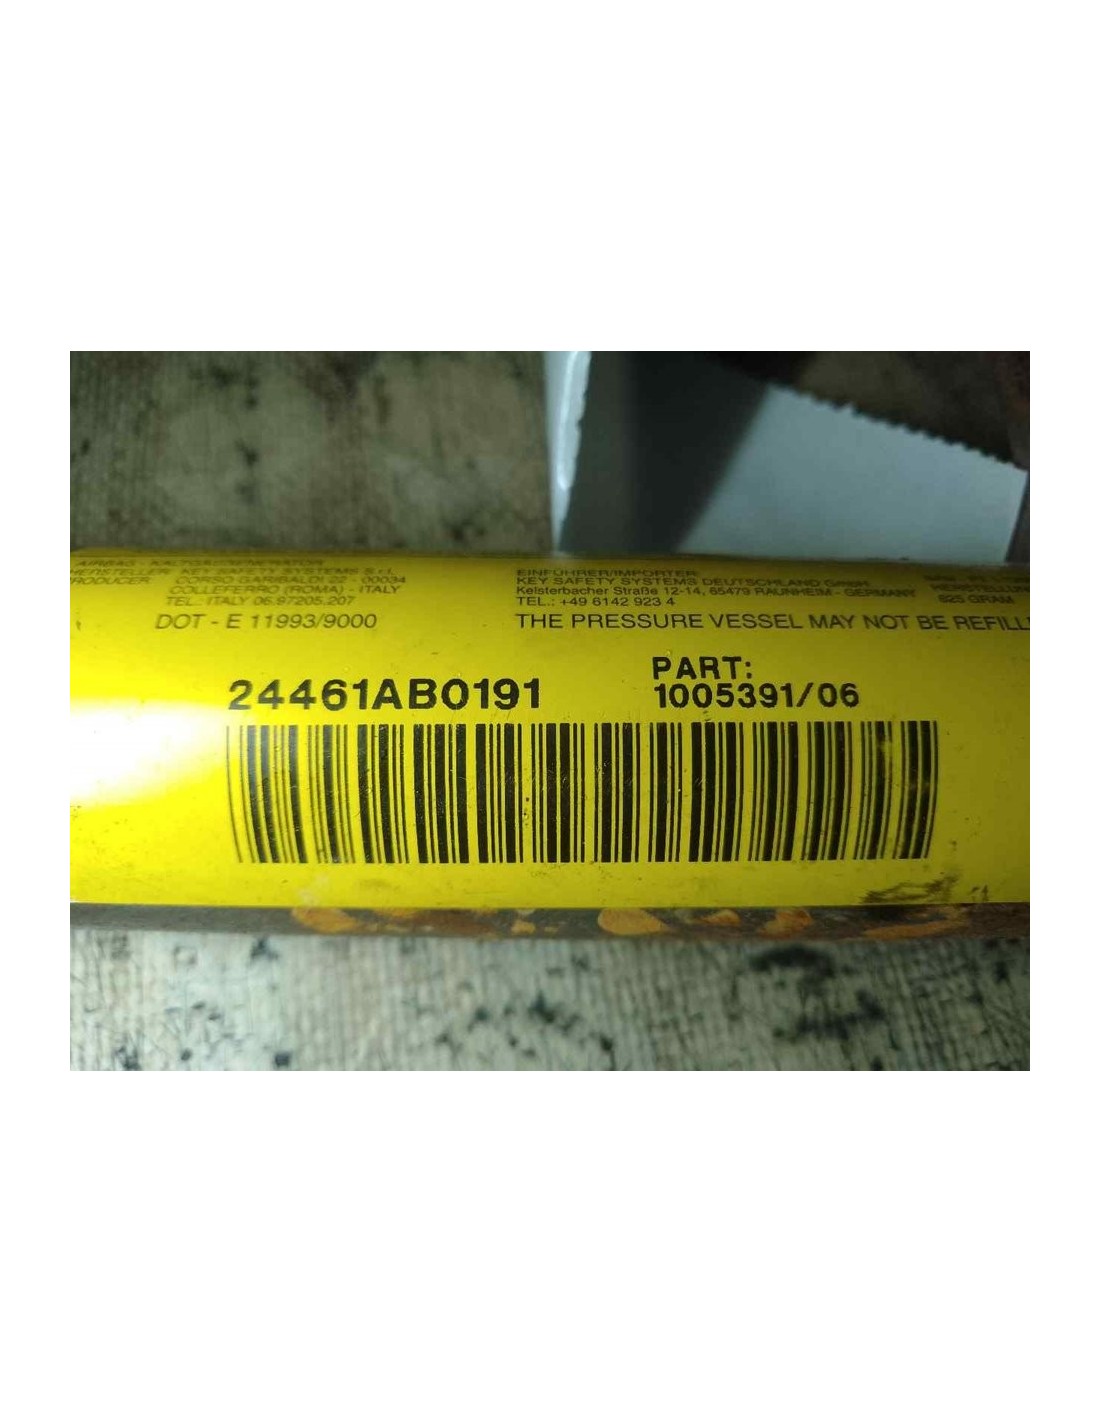 AIRBAG - KALTGASGENERATOR
HERSTELLER: KEY SAFETY SYSTEMS S.r.l.
PRODUCER: CORSO GARIBALDI 22 - 00034
COLLEFERRO (ROMA) - ITALY
TEL.: ITALY 06.97205.207
DOT - E 11993/9000
EINFÜHRER/IMPORTER:
KEY SAFETY SYSTEMS DEUTSCHLAND GmbH
Kelsterbacher Straße 12-14, 65479 RAUNHEIM - GERMANY
TEL.: +49 6142 923 4
THE PRESSURE VESSEL MAY NOT BE REFILL
HERSTELLUNG
625 GRAM
24461AB0191
PART:
1005391/06